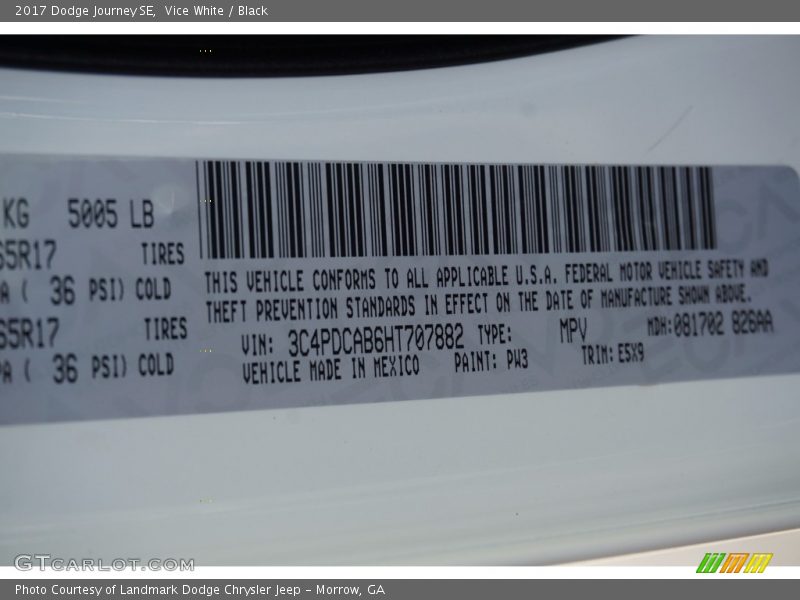 2017 Dodge Journey SE, Vice White / Black
KG 5005 LB
65R17 TIRES
PA ( 36 PSI) COLD
65R17 TIRES
PA ( 36 PSI) COLD
THIS VEHICLE CONFORMS TO ALL APPLICABLE U.S.A. FEDERAL MOTOR VEHICLE SAFETY AND
THEFT PREVENTION STANDARDS IN EFFECT ON THE DATE OF MANUFACTURE SHOWN ABOVE.
VIN: 3C4PDCAB6HT707882 TYPE: MPV MDH:081702 826AA
VEHICLE MADE IN MEXICO PAINT: PW3 TRIM: E5X9
GTCARLOT.COM
Photo Courtesy of Landmark Dodge Chrysler Jeep – Morrow, GA